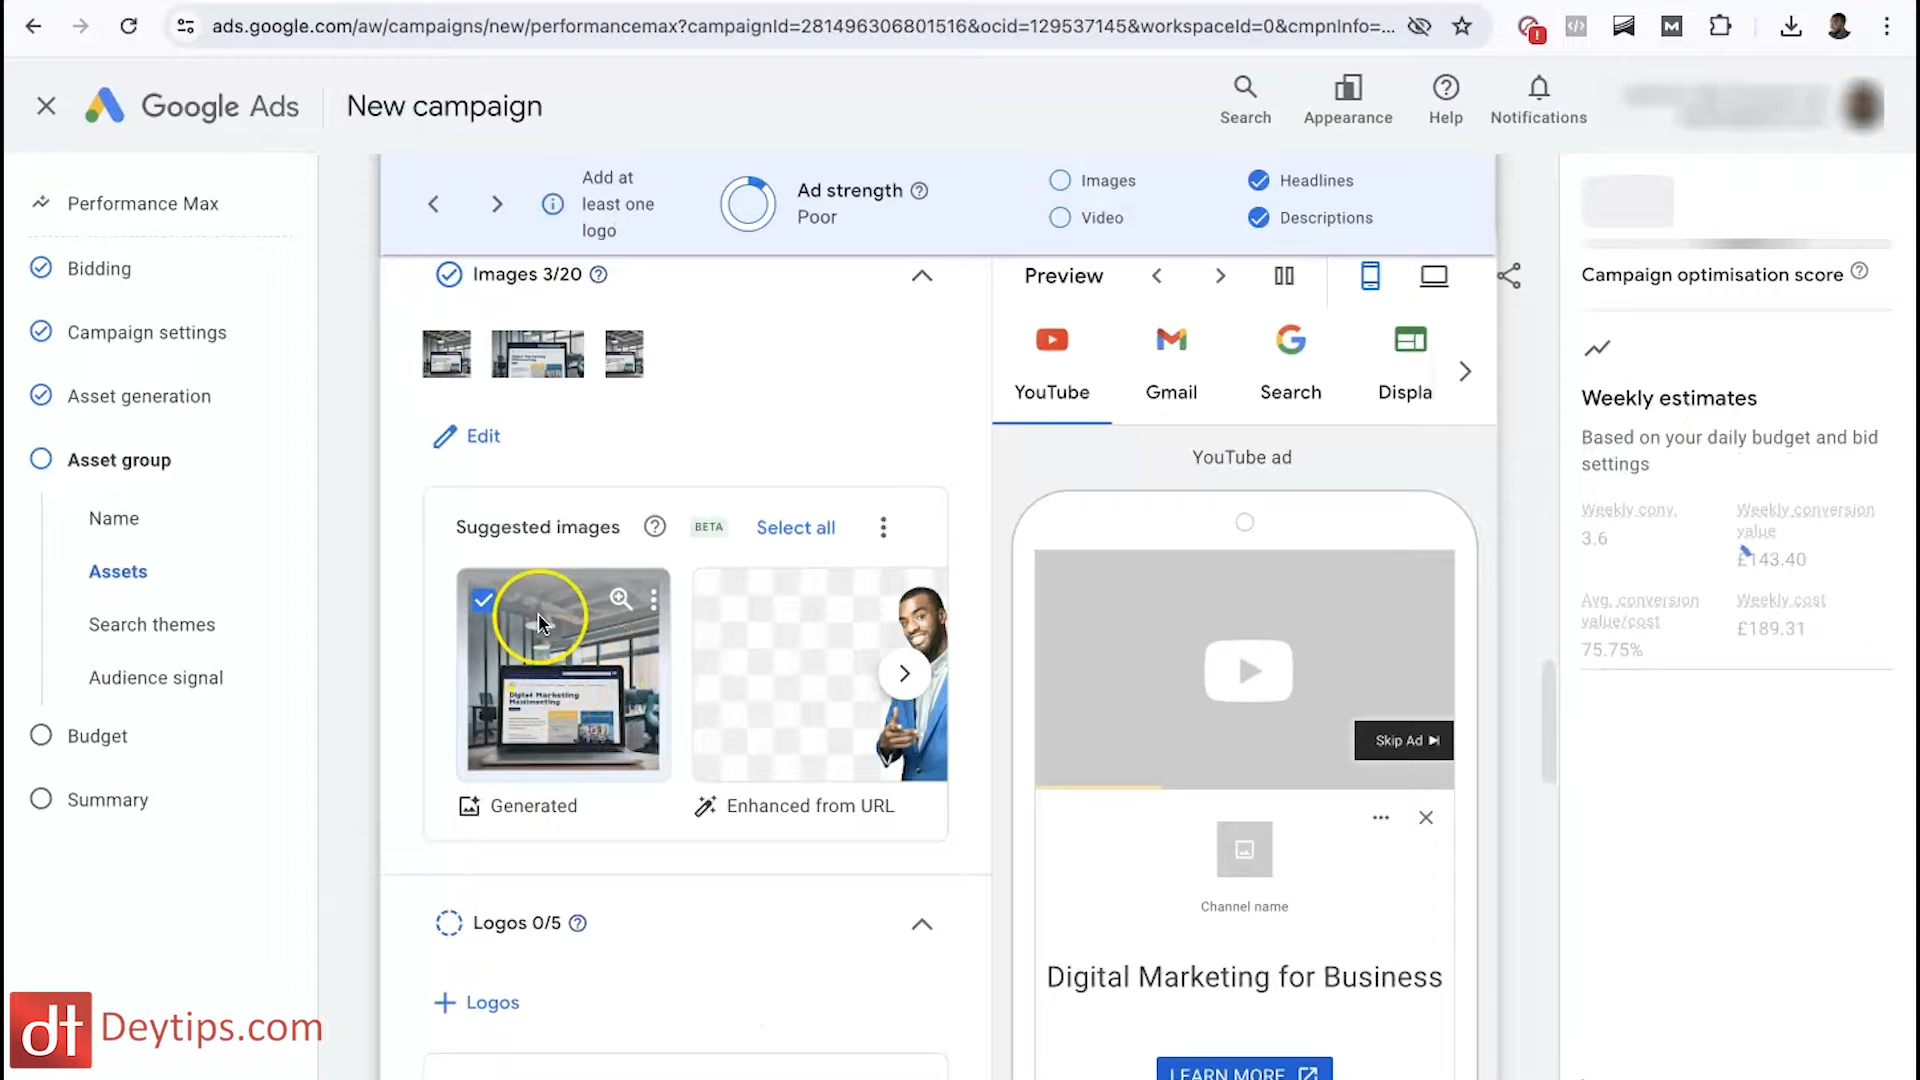 ads.google.com/aw/campaigns/new/performancemax?campaignId=281496306801516&ocid=129537145&workspaceId=0&cmpnInfo=...
Google Ads
New campaign
Search
Appearance
Help
Notifications
Performance Max
Bidding
Campaign settings
Asset generation
Asset group
Name
Assets
Search themes
Audience signal
Budget
Summary
Add at
least one
logo
Ad strength
Poor
Images
Video
Headlines
Descriptions
Images 3/20
Edit
Suggested images
BETA
Select all
Digital Marketing
Generated
Enhanced from URL
Logos 0/5
+ Logos
Preview
YouTube
Gmail
Search
Displa
YouTube ad
Skip Ad
Channel name
Digital Marketing for Business
LEARN MORE
Campaign optimisation score
Weekly estimates
Based on your daily budget and bid
settings
Weekly conv.
3.6
Weekly conversion
value
£143.40
Avg. conversion
value/cost
75.75%
Weekly cost
£189.31
dt Deytips.com